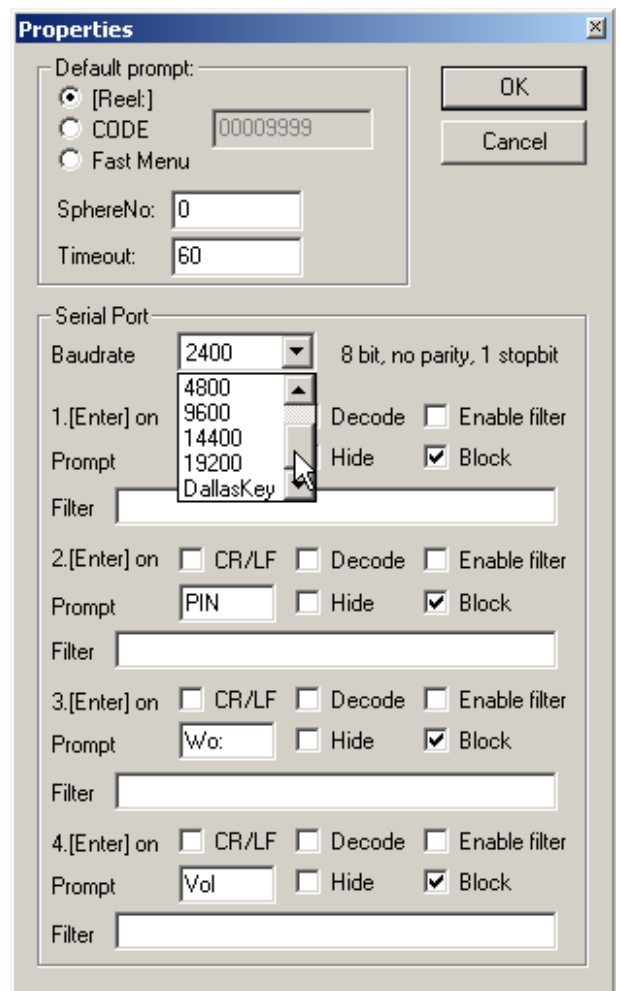 Properties
Default prompt:
[Reel:]
OK
CODE 00009999
Cancel
Fast Menu
SphereNo: 0
Timeout: 60
Serial Port
Baudrate 2400 8 bit, no parity, 1 stopbit
4800
9600
14400
19200
DallasKey
1.[Enter] on Decode Enable filter
Prompt Hide Block
Filter
2.[Enter] on CR/LF Decode Enable filter
Prompt PIN Hide Block
Filter
3.[Enter] on CR/LF Decode Enable filter
Prompt Wo: Hide Block
Filter
4.[Enter] on CR/LF Decode Enable filter
Prompt Vol Hide Block
Filter